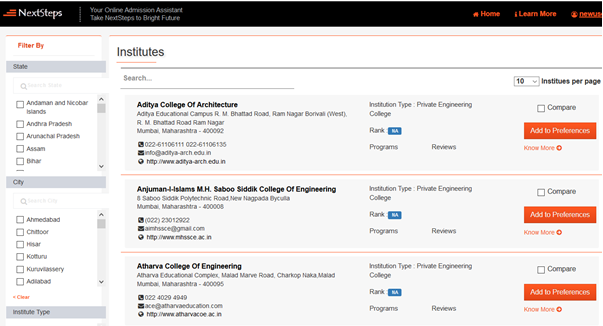 NextSteps
Your Online Admission Assistant
Take NextSteps to Bright Future
Home
Learn More
Filter By
State
Search State
Andaman and Nicobar
Islands
Andhra Pradesh
Arunachal Pradesh
Assam
Bihar
City
Search City
Ahmedabad
Chittoor
Hisar
Kotturu
Kuruvilassery
Adilabad
× Clear
Institute Type
Institutes
Search...
10 Institues per page
Aditya College Of Architecture
Aditya Educational Campus R. M. Bhattad Road, Ram Nagar Borivali (West),
R. M. Bhattad Road Ram Nagar
Mumbai, Maharashtra - 400092
022-61106111 022-61106135
info@aditya-arch.edu.in
http://www.aditya-arch.edu.in
Institution Type : Private Engineering
College
Rank NA
Programs Reviews
Compare
Add to Preferences
Know More
Anjuman-I-Islams M.H. Saboo Siddik College Of Engineering
8 Saboo Siddik Polytechnic Road,New Nagpada Byculla
Mumbai, Maharashtra - 400008
(022) 23012922
aimhssce@gmail.com
http://www.mhssce.ac.in
Institution Type : Private Engineering
College
Rank NA
Programs Reviews
Compare
Add to Preferences
Know More
Atharva College Of Engineering
Atharva Educational Complex, Malad Marve Road, Charkop Naka,Malad
Mumbai, Maharashtra - 400095
022 4029 4949
ace@atharvaeducation.com
http://www.atharvacoe.ac.in
Institution Type : Private Engineering
College
Rank NA
Programs Reviews
Compare
Add to Preferences
Know More